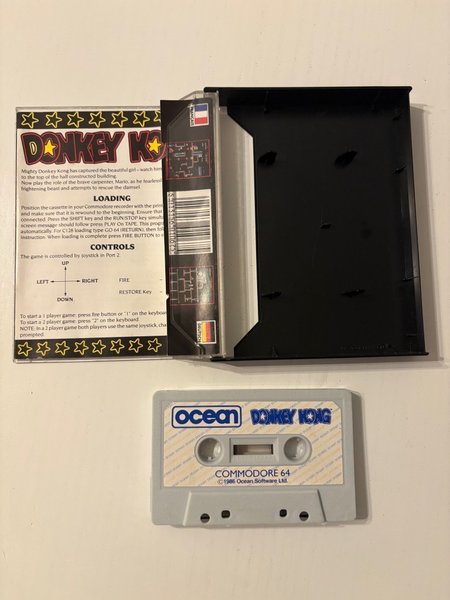 DONKEY KO
Mighty Donkey Kong has captured the beautiful girl - watch him
to the top of the half constructed building.
Now play the role of the brave carpenter, Mario, as he fearless
frightening beast and attempts to rescue the damsel.
LOADING
Position the cassette in your Commodore recorder with the prin
and make sure that it is rewound to the beginning. Ensure that
connected. Press the SHIFT key and the RUN/STOP key simultan
screen message should follow press PLAY On TAPE. This prog
automatically. For C128 loading type GO 64 (RETURN), then foll
instruction. When loading is complete press FIRE BUTTON to s
CONTROLS
The game is controlled by joystick in Port 2.
UP
LEFT
RIGHT
DOWN
FIRE
RESTORE Key
To start a 1 player game: press fire button or "1" on the keyboar
To start a 2 player game: press "2" on the keyboard.
NOTE: In a 2 player game both players use the same joystick, cha
prompted.
ocean
DONKEY KONG
COMMODORE 64
©1986 Ocean Software Ltd.